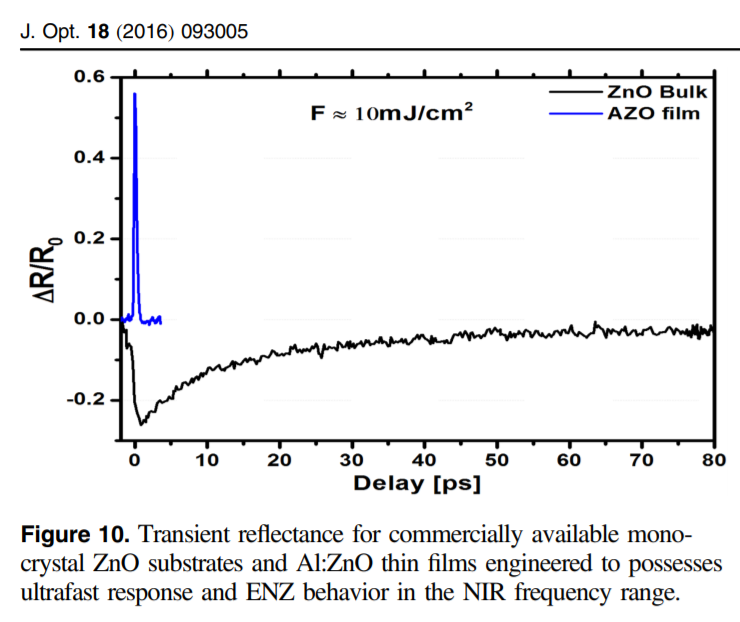 J. Opt. 18 (2016) 093005
0.6
0.4
0.2
0.0
-0.2
ΔR/R₀
F ≈ 10mJ/cm²
ZnO Bulk
AZO film
0 10 20 30 40 50 60 70 80
Delay [ps]
Figure 10. Transient reflectance for commercially available mono-
crystal ZnO substrates and Al:ZnO thin films engineered to possesses
ultrafast response and ENZ behavior in the NIR frequency range.